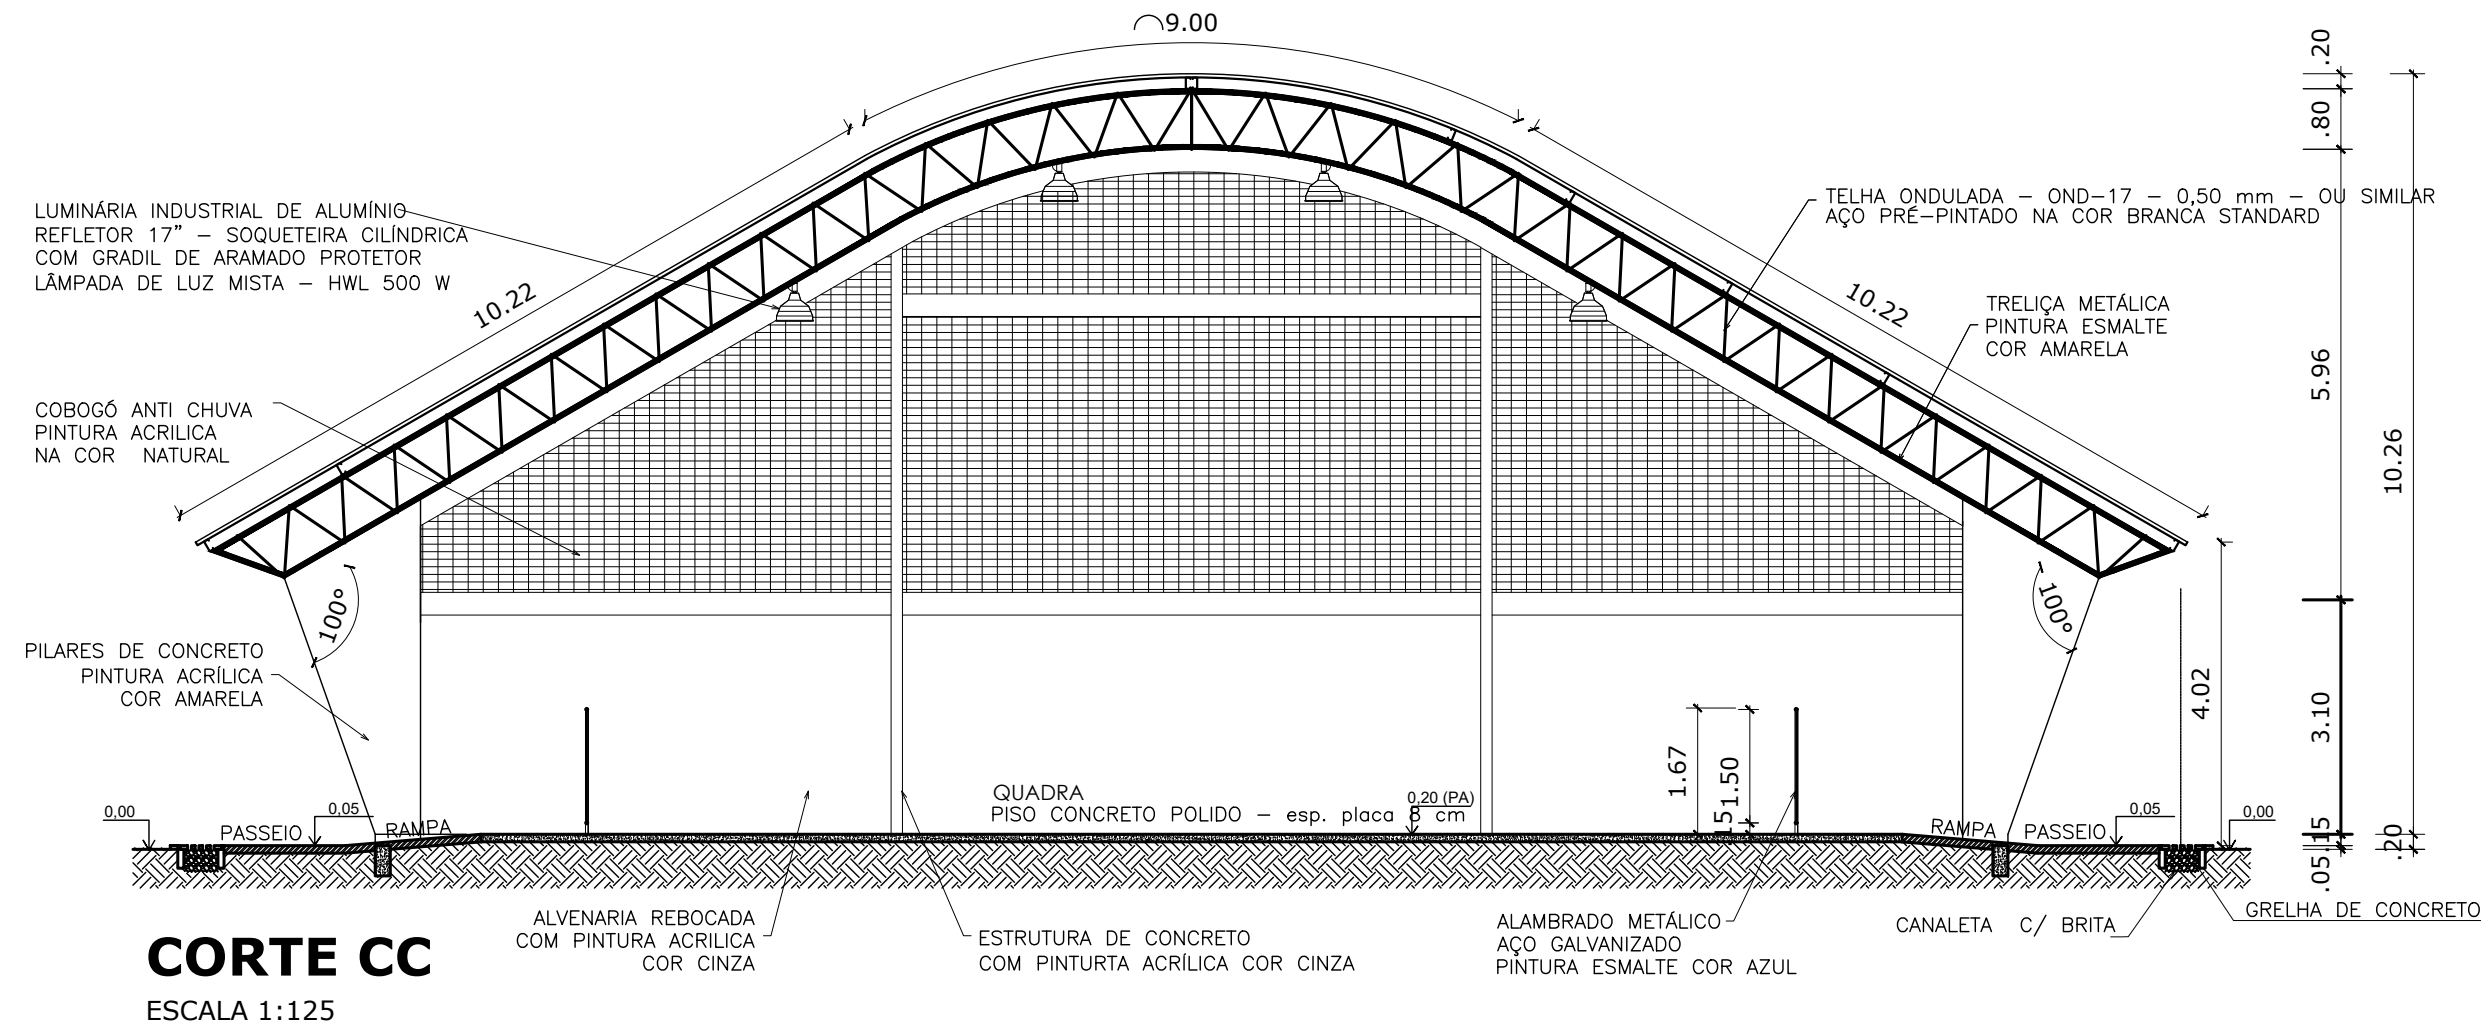 9.00
.20
.80
LUMINÁRIA INDUSTRIAL DE ALUMÍNIO
REFLETOR 17” – SOQUETEIRA CILÍNDRICA
COM GRADIL DE ARAMADO PROTETOR
LÂMPADA DE LUZ MISTA – HWL 500 W
TELHA ONDULADA – OND-17 – 0,50 mm – OU SIMILAR
AÇO PRÉ-PINTADO NA COR BRANCA STANDARD
10.22
10.22
TRELIÇA METÁLICA
PINTURA ESMALTE
COR AMARELA
5.96
10.26
COBOGÓ ANTI CHUVA
PINTURA ACRILICA
NA COR NATURAL
100°
100°
PILARES DE CONCRETO
PINTURA ACRÍLICA
COR AMARELA
4.02
3.10
1.67
1.50
.15
QUADRA
PISO CONCRETO POLIDO – esp. placa 8 cm
0,20 (PA)
0,00
0,05
PASSEIO
RAMPA
RAMPA
PASSEIO
0,05
0,00
.15
.05
.20
ALVENARIA REBOCADA
COM PINTURA ACRILICA
COR CINZA
ESTRUTURA DE CONCRETO
COM PINTURTA ACRÍLICA COR CINZA
ALAMBRADO METÁLICO
AÇO GALVANIZADO
PINTURA ESMALTE COR AZUL
CANALETA C/ BRITA
GRELHA DE CONCRETO
CORTE CC
ESCALA 1:125